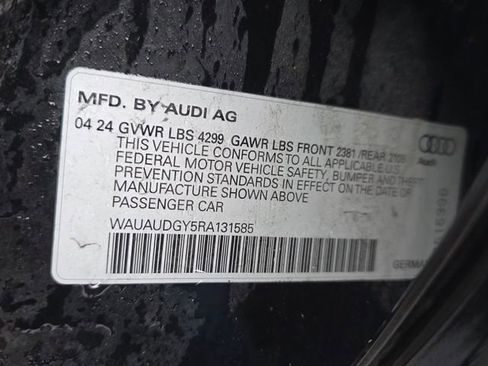 MFD. BY AUDI AG
04 24 GVWR LBS 4299 GAWR LBS FRONT 2381 /REAR
THIS VEHICLE CONFORMS TO ALL APPLICABLE U.S.
FEDERAL MOTOR VEHICLE SAFETY, BUMPER AND THEFT
PREVENTION STANDARDS IN EFFECT ON THE DATE OF
MANUFACTURE SHOWN ABOVE
PASSENGER CAR
WAUAUDGY5RA131585
Audi